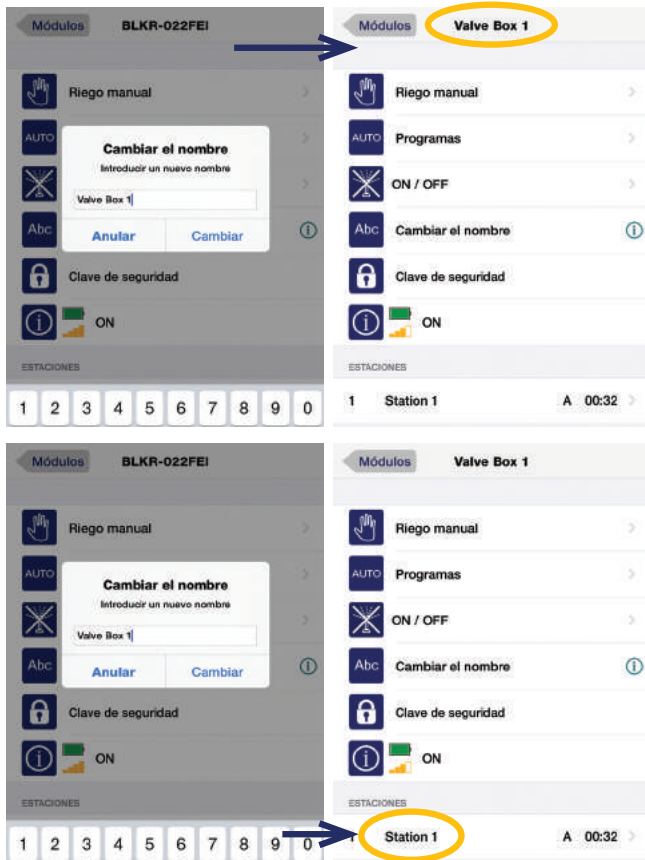 Módulos BLKR-022FEI
Riego manual
AUTO
Cambiar el nombre
Introducir un nuevo nombre
Valve Box 1
Abc
Anular Cambiar
Clave de seguridad
ON
ESTACIONES
1 2 3 4 5 6 7 8 9 0
Módulos Valve Box 1
Riego manual
AUTO Programas
ON / OFF
Abc Cambiar el nombre
Clave de seguridad
ON
ESTACIONES
1 Station 1 A 00:32
Módulos BLKR-022FEI
Riego manual
AUTO
Cambiar el nombre
Introducir un nuevo nombre
Valve Box 1
Abc
Anular Cambiar
Clave de seguridad
ON
ESTACIONES
1 2 3 4 5 6 7 8 9 0
Módulos Valve Box 1
Riego manual
AUTO Programas
ON / OFF
Abc Cambiar el nombre
Clave de seguridad
ON
ESTACIONES
1 Station 1 A 00:32